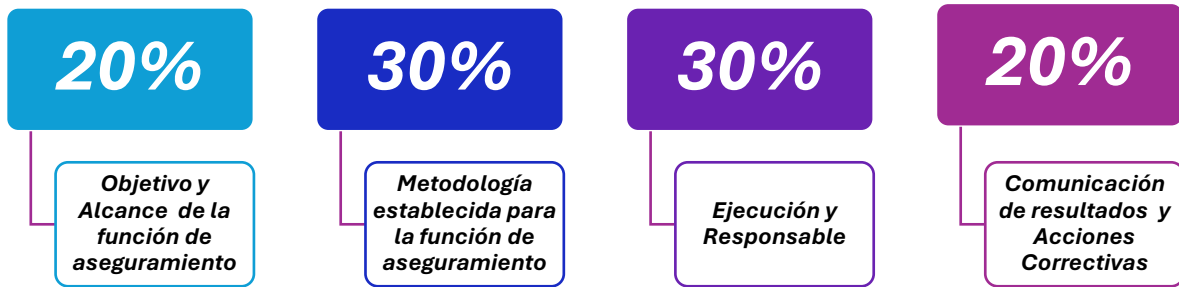 20%
Objetivo y
Alcance de la
función de
aseguramiento
30%
Metodología
establecida para
la función de
aseguramiento
30%
Ejecución y
Responsable
20%
Comunicación
de resultados y
Acciones
Correctivas